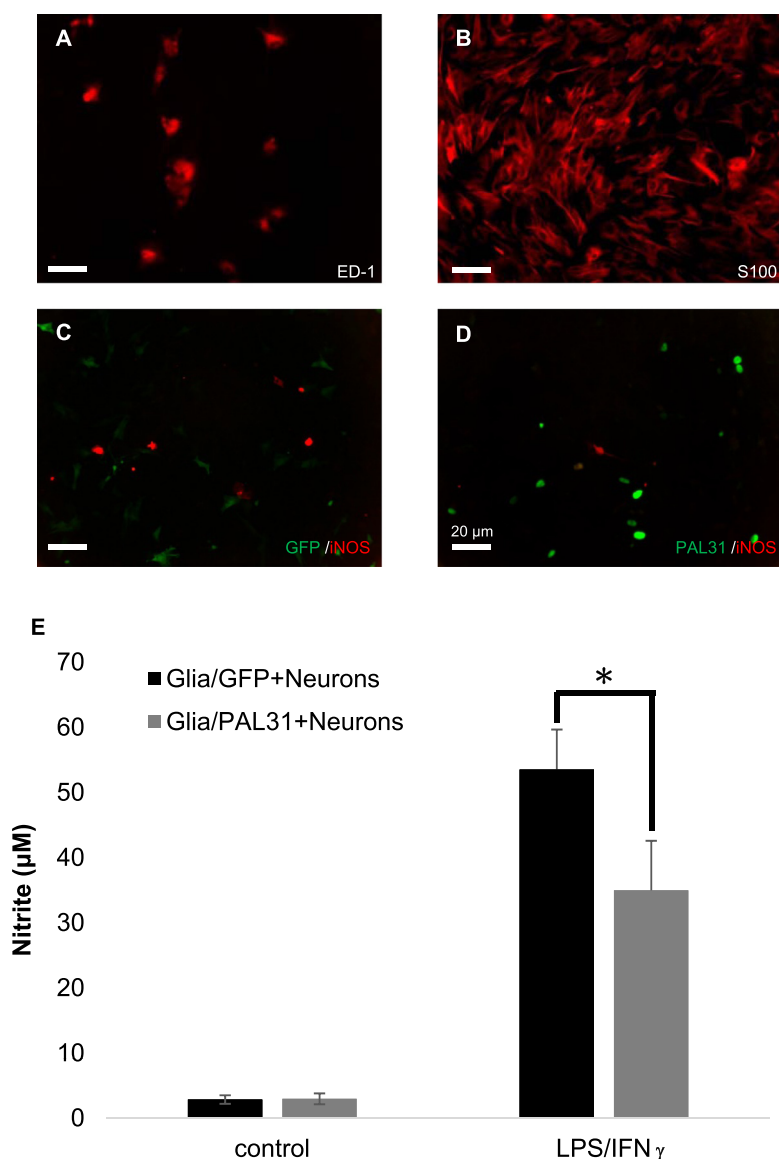 A
ED-1
B
S100
C
GFP /iNOS
D
20 µm
PAL31 /iNOS
E
70
60
50
40
30
20
10
0
Nitrite (µM)
Glia/GFP+Neurons
Glia/PAL31+Neurons
*
control
LPS/IFN γ